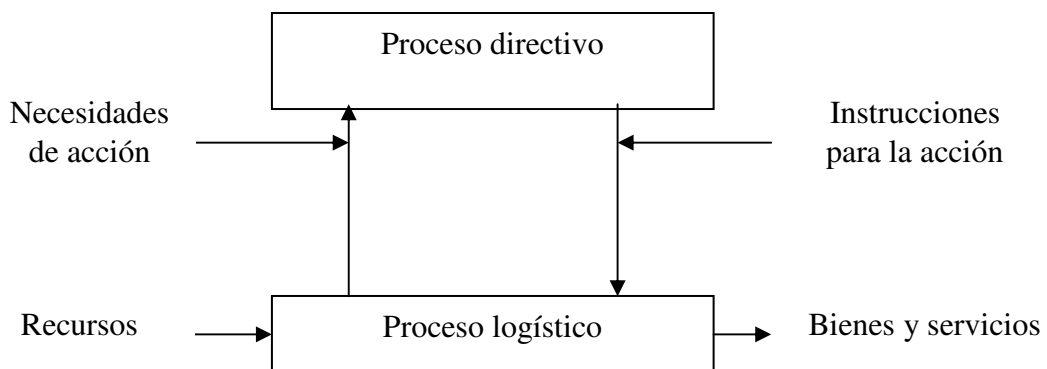 Proceso directivo
Necesidades
de acción
Instrucciones
para la acción
Recursos
Proceso logístico
Bienes y servicios